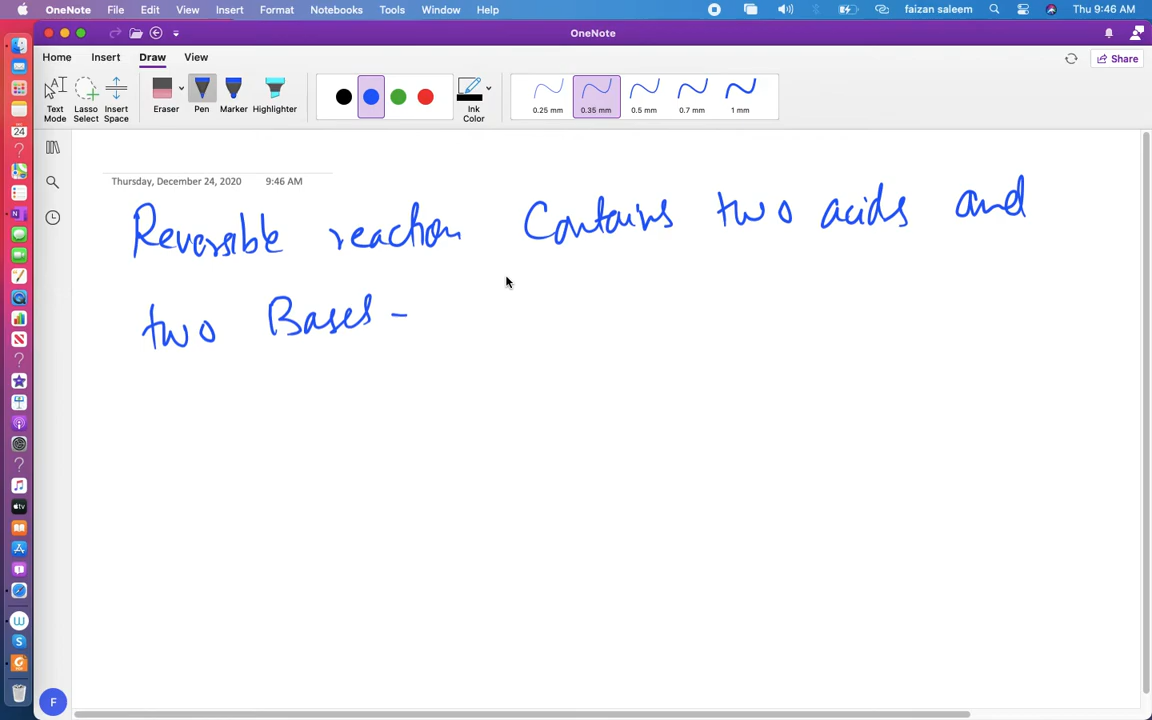 OneNote File Edit View Insert Format Notebooks Tools Window Help faizan saleem Thu 9:46 AM
OneNote
Home Insert Draw View Share
Text Mode Lasso Select Insert Space Eraser Pen Marker Highlighter Ink Color 0.25 mm 0.35 mm 0.5 mm 0.7 mm 1 mm
24
Thursday, December 24, 2020 9:46 AM
Reversible reaction Contains two acids and
two Bases -
F